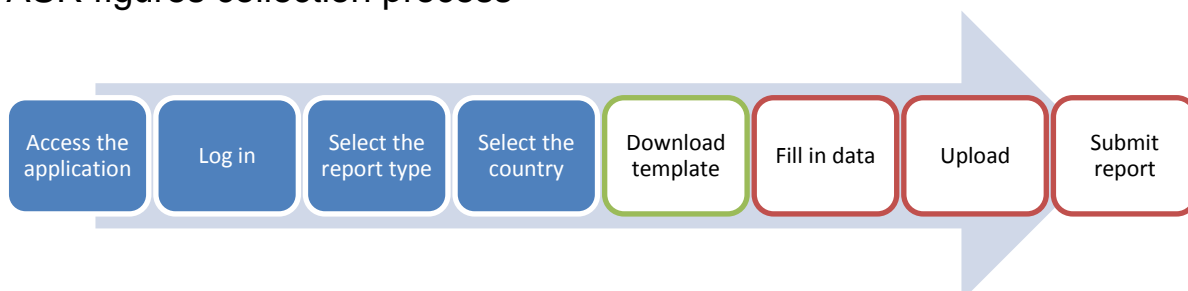 figures collection process
Access the
application
Log in
Select the
report type
Select the
country
Download
template
Fill in data
Upload
Submit
report